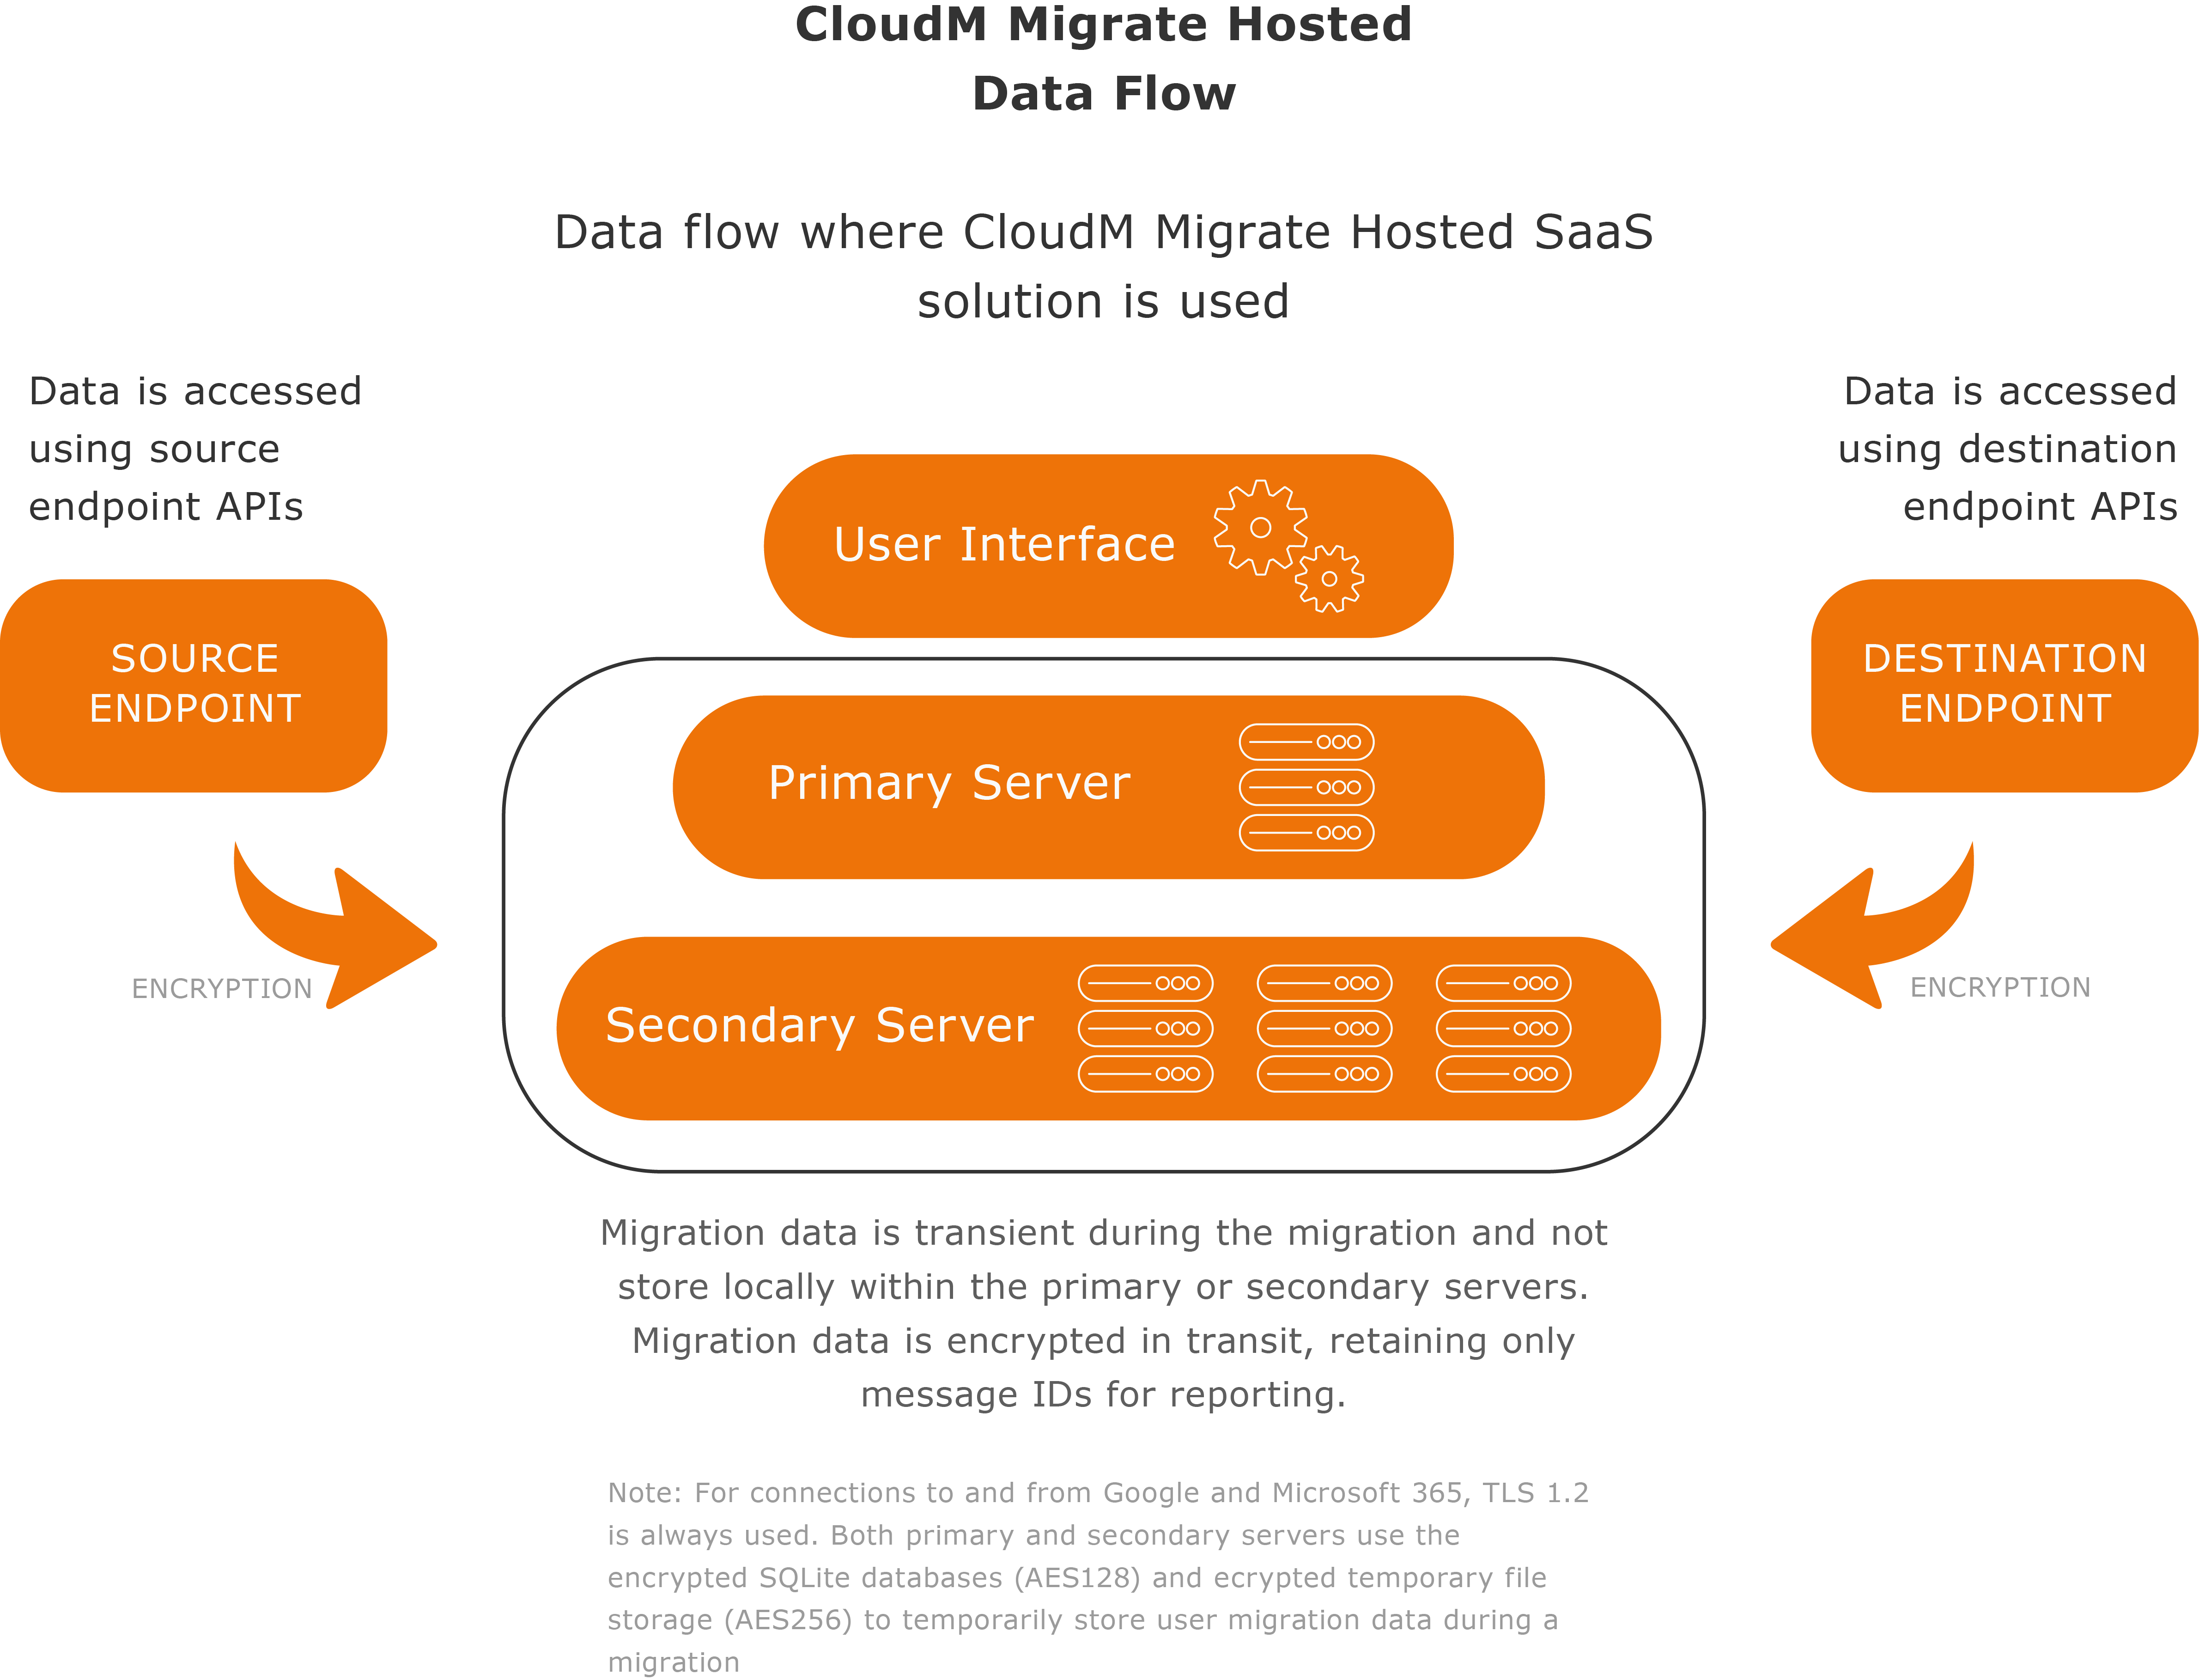 CloudM Migrate Hosted
Data Flow
Data flow where CloudM Migrate Hosted SaaS
solution is used
Data is accessed
using source
endpoint APIs
Data is accessed
using destination
endpoint APIs
User Interface
SOURCE
ENDPOINT
DESTINATION
ENDPOINT
Primary Server
ENCRYPTION
ENCRYPTION
Secondary Server
Migration data is transient during the migration and not
store locally within the primary or secondary servers.
Migration data is encrypted in transit, retaining only
message IDs for reporting.
Note: For connections to and from Google and Microsoft 365, TLS 1.2
is always used. Both primary and secondary servers use the
encrypted SQLite databases (AES128) and ecrypted temporary file
storage (AES256) to temporarily store user migration data during a
migration